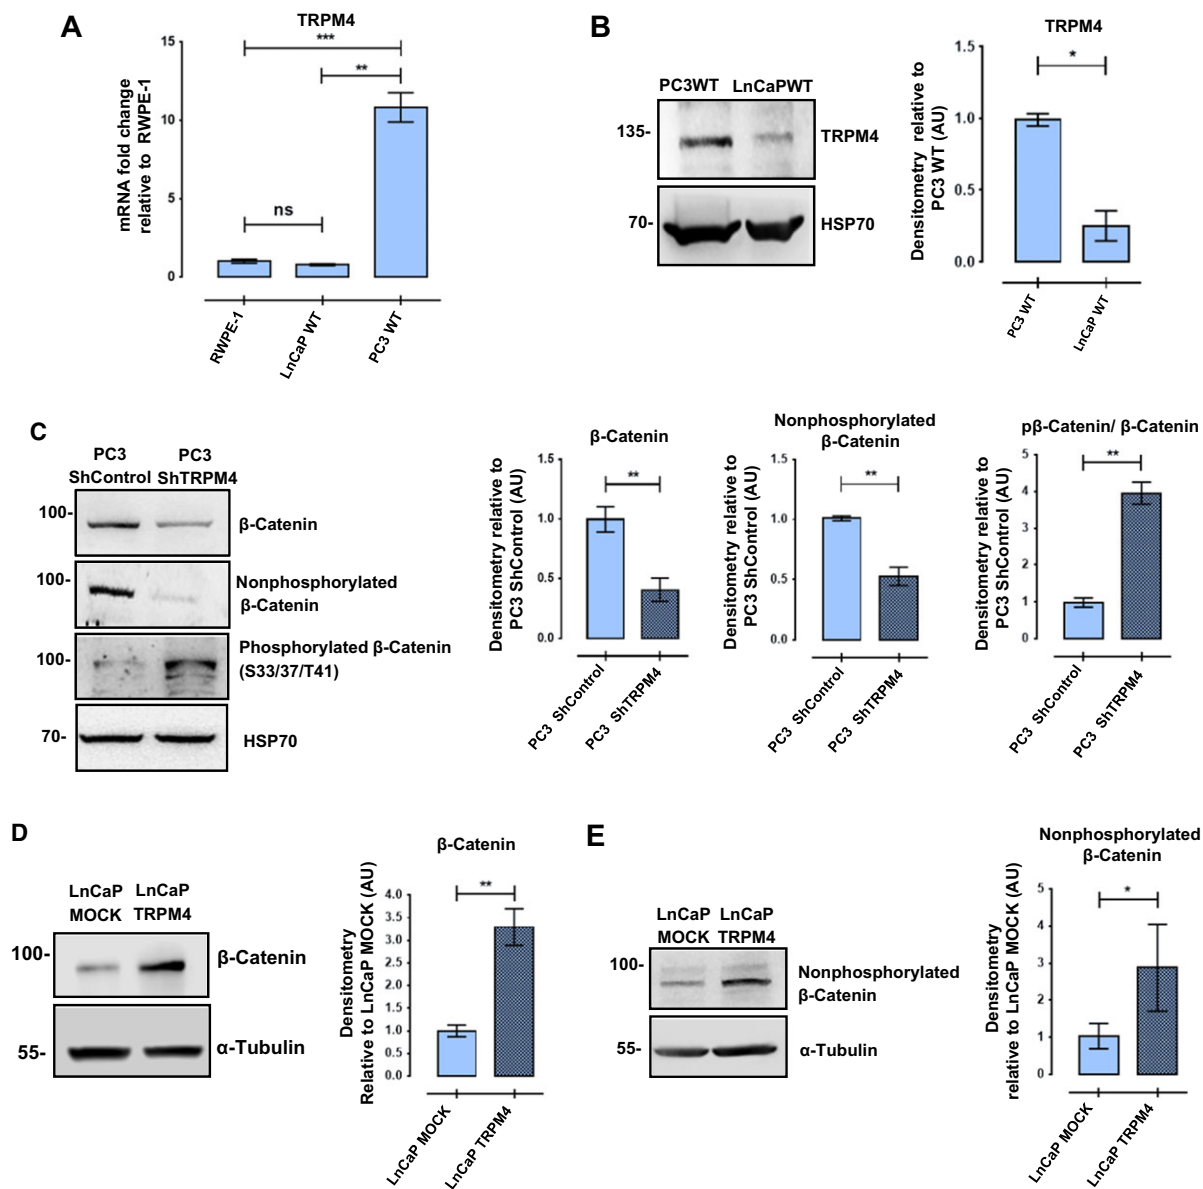 A
TRPM4
mRNA fold change
relative to RWPE-1
15
10
5
0
***
**
ns
RWPE-1
LnCaP WT
PC3 WT
B
PC3WT LnCaPWT
135-
TRPM4
70-
HSP70
TRPM4
Densitometry relative to
PC3 WT (AU)
1.5
1.0
0.5
0.0
*
PC3 WT
LnCaP WT
C
PC3
ShControl
PC3
ShTRPM4
100-
β-Catenin
100-
Nonphosphorylated
β-Catenin
100-
Phosphorylated β-Catenin
(S33/37/T41)
70-
HSP70
β-Catenin
Densitometry relative to
PC3 ShControl (AU)
1.5
1.0
0.5
0.0
**
PC3 ShControl
PC3 ShTRPM4
Nonphosphorylated
β-Catenin
Densitometry relative to
PC3 ShControl (AU)
1.5
1.0
0.5
0.0
**
PC3 ShControl
PC3 ShTRPM4
pβ-Catenin/ β-Catenin
Densitometry relative to
PC3 ShControl (AU)
5
4
3
2
1
0
**
PC3 ShControl
PC3 ShTRPM4
D
LnCaP
MOCK
LnCaP
TRPM4
100-
β-Catenin
55-
α-Tubulin
β-Catenin
Densitometry
Relative to LnCaP MOCK (AU)
4.0
3.5
3.0
2.5
2.0
1.5
1.0
0.5
0.0
**
LnCaP MOCK
LnCaP TRPM4
E
LnCaP
MOCK
LnCaP
TRPM4
100-
Nonphosphorylated
β-Catenin
55-
α-Tubulin
Nonphosphorylated
β-Catenin
Densitometry
relative to LnCaP MOCK (AU)
5
4
3
2
1
0
*
LnCaP MOCK
LnCaP TRPM4